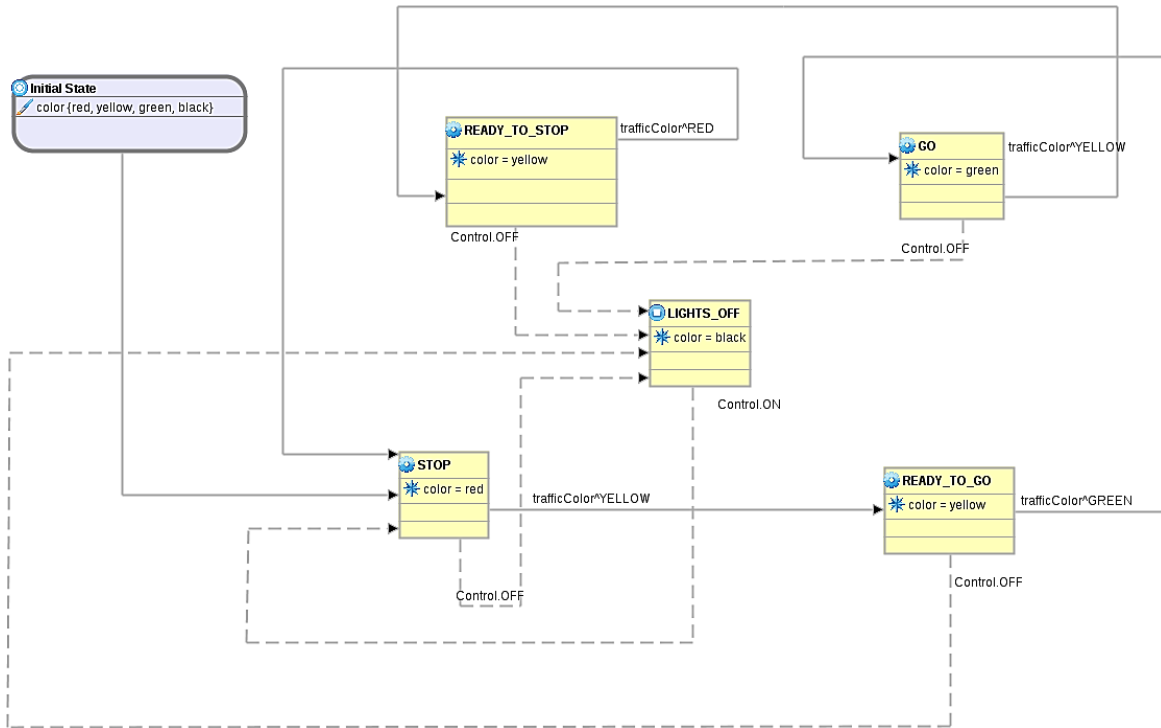 Initial State
color {red, yellow, green, black}
READY_TO_STOP
color = yellow
trafficColor^RED
Control.OFF
GO
color = green
trafficColor^YELLOW
Control.OFF
LIGHTS_OFF
color = black
Control.ON
STOP
color = red
trafficColor^YELLOW
Control.OFF
READY_TO_GO
color = yellow
trafficColor^GREEN
Control.OFF